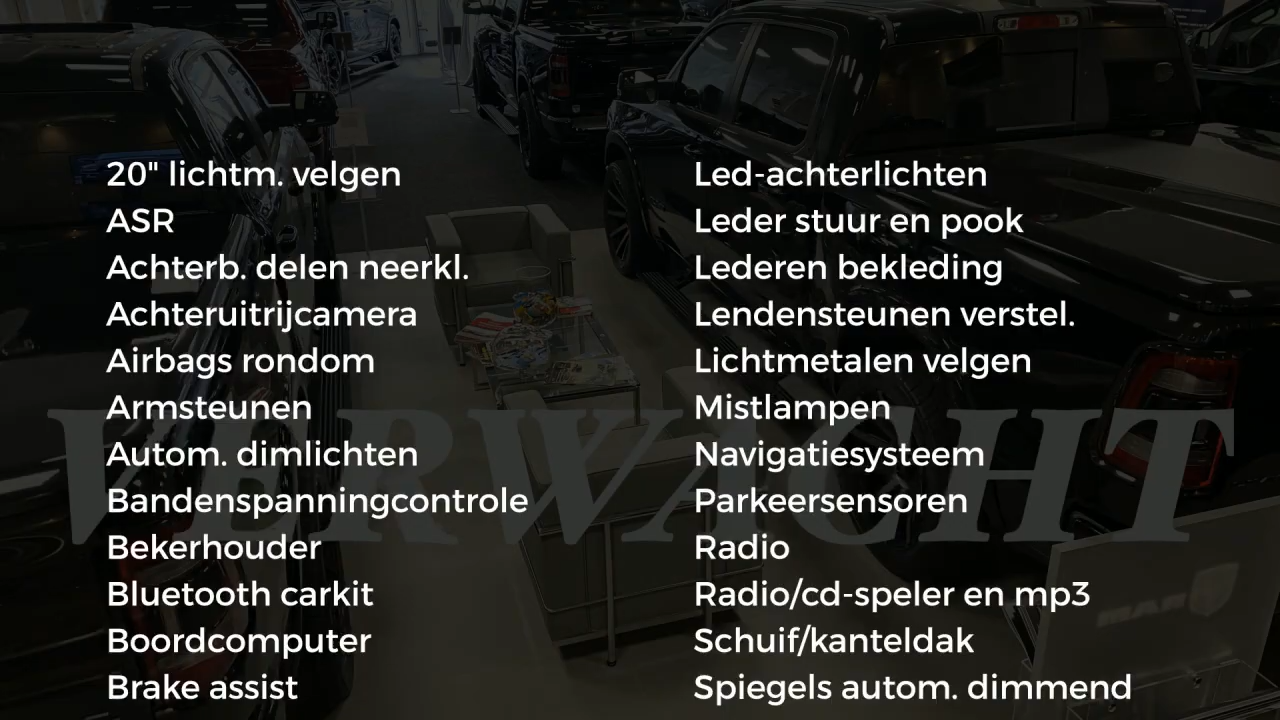 20" lichtm. velgen
ASR
Achterb. delen neerkl.
Achteruitrijcamera
Airbags rondom
Armsteunen
Autom. dimlichten
Bandenspanningcontrole
Bekerhouder
Bluetooth carkit
Boordcomputer
Brake assist
Led-achterlichten
Leder stuur en pook
Lederen bekleding
Lendensteunen verstel.
Lichtmetalen velgen
Mistlampen
Navigatiesysteem
Parkeersensoren
Radio
Radio/cd-speler en mp3
Schuif/kanteldak
Spiegels autom. dimmend
VERWACHT
RAM